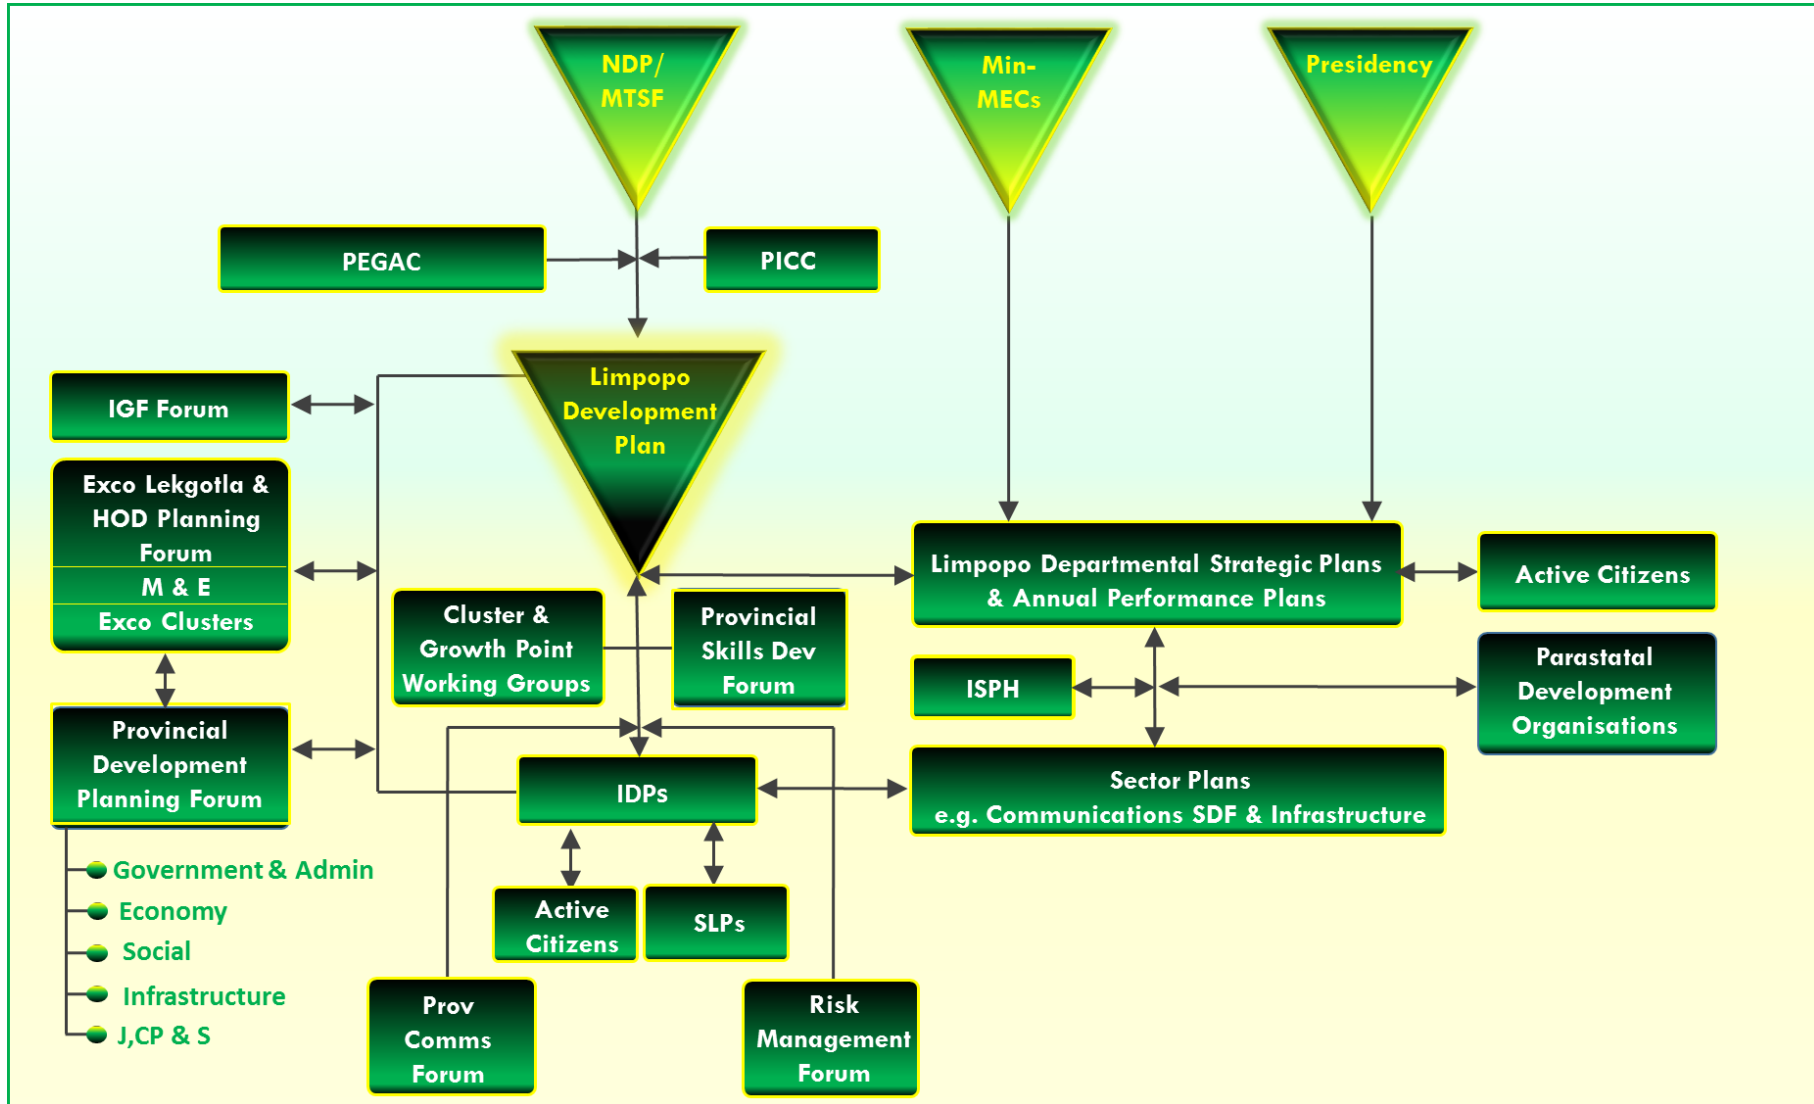 NDP/
MTSF
Min-
MECs
Presidency
PEGAC
PICC
Limpopo
Development
Plan
IGF Forum
Exco Lekgotla &
HOD Planning
Forum
M & E
Exco Clusters
Cluster &
Growth Point
Working Groups
Provincial
Skills Dev
Forum
Limpopo Departmental Strategic Plans
& Annual Performance Plans
Active Citizens
ISPH
Parastatal
Development
Organisations
Provincial
Development
Planning Forum
IDPs
Sector Plans
e.g. Communications SDF & Infrastructure
Government & Admin
Economy
Social
Infrastructure
J,CP & S
Active
Citizens
SLPs
Prov
Comms
Forum
Risk
Management
Forum